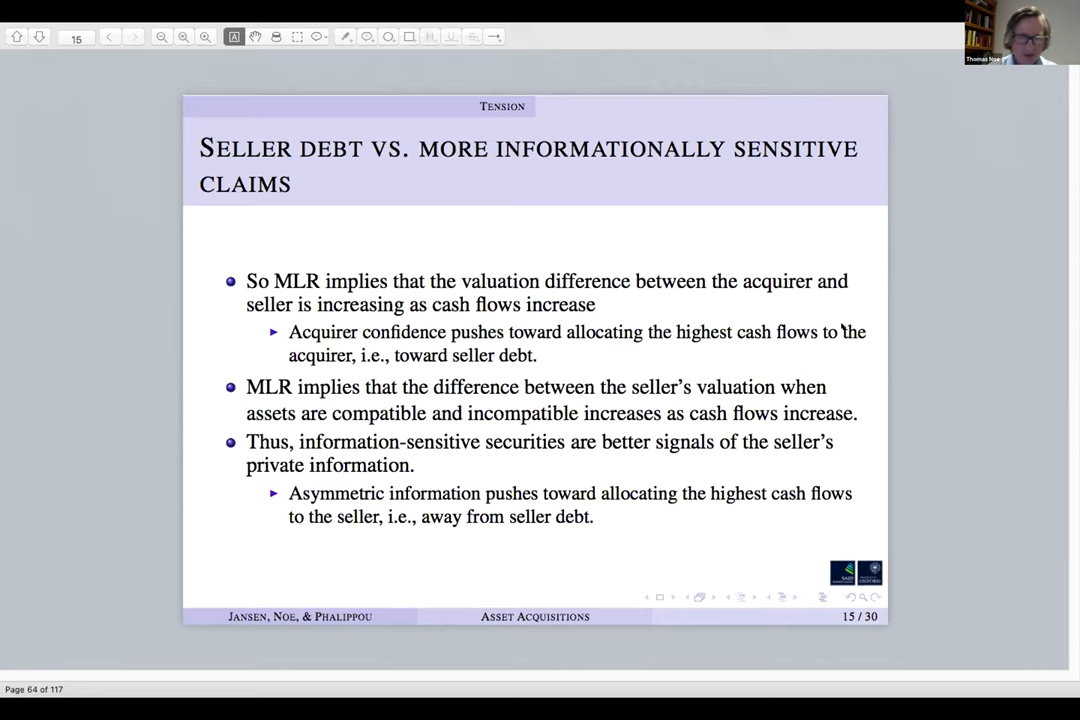 15
Thomas Noe
TENSION
SELLER DEBT VS. MORE INFORMATIONALLY SENSITIVE
CLAIMS
So MLR implies that the valuation difference between the acquirer and
seller is increasing as cash flows increase
Acquirer confidence pushes toward allocating the highest cash flows to the
acquirer, i.e., toward seller debt.
MLR implies that the difference between the seller's valuation when
assets are compatible and incompatible increases as cash flows increase.
Thus, information-sensitive securities are better signals of the seller's
private information.
Asymmetric information pushes toward allocating the highest cash flows
to the seller, i.e., away from seller debt.
JANSEN, NOE, & PHALIPPOU
ASSET ACQUISITIONS
15 / 30
Page 64 of 117